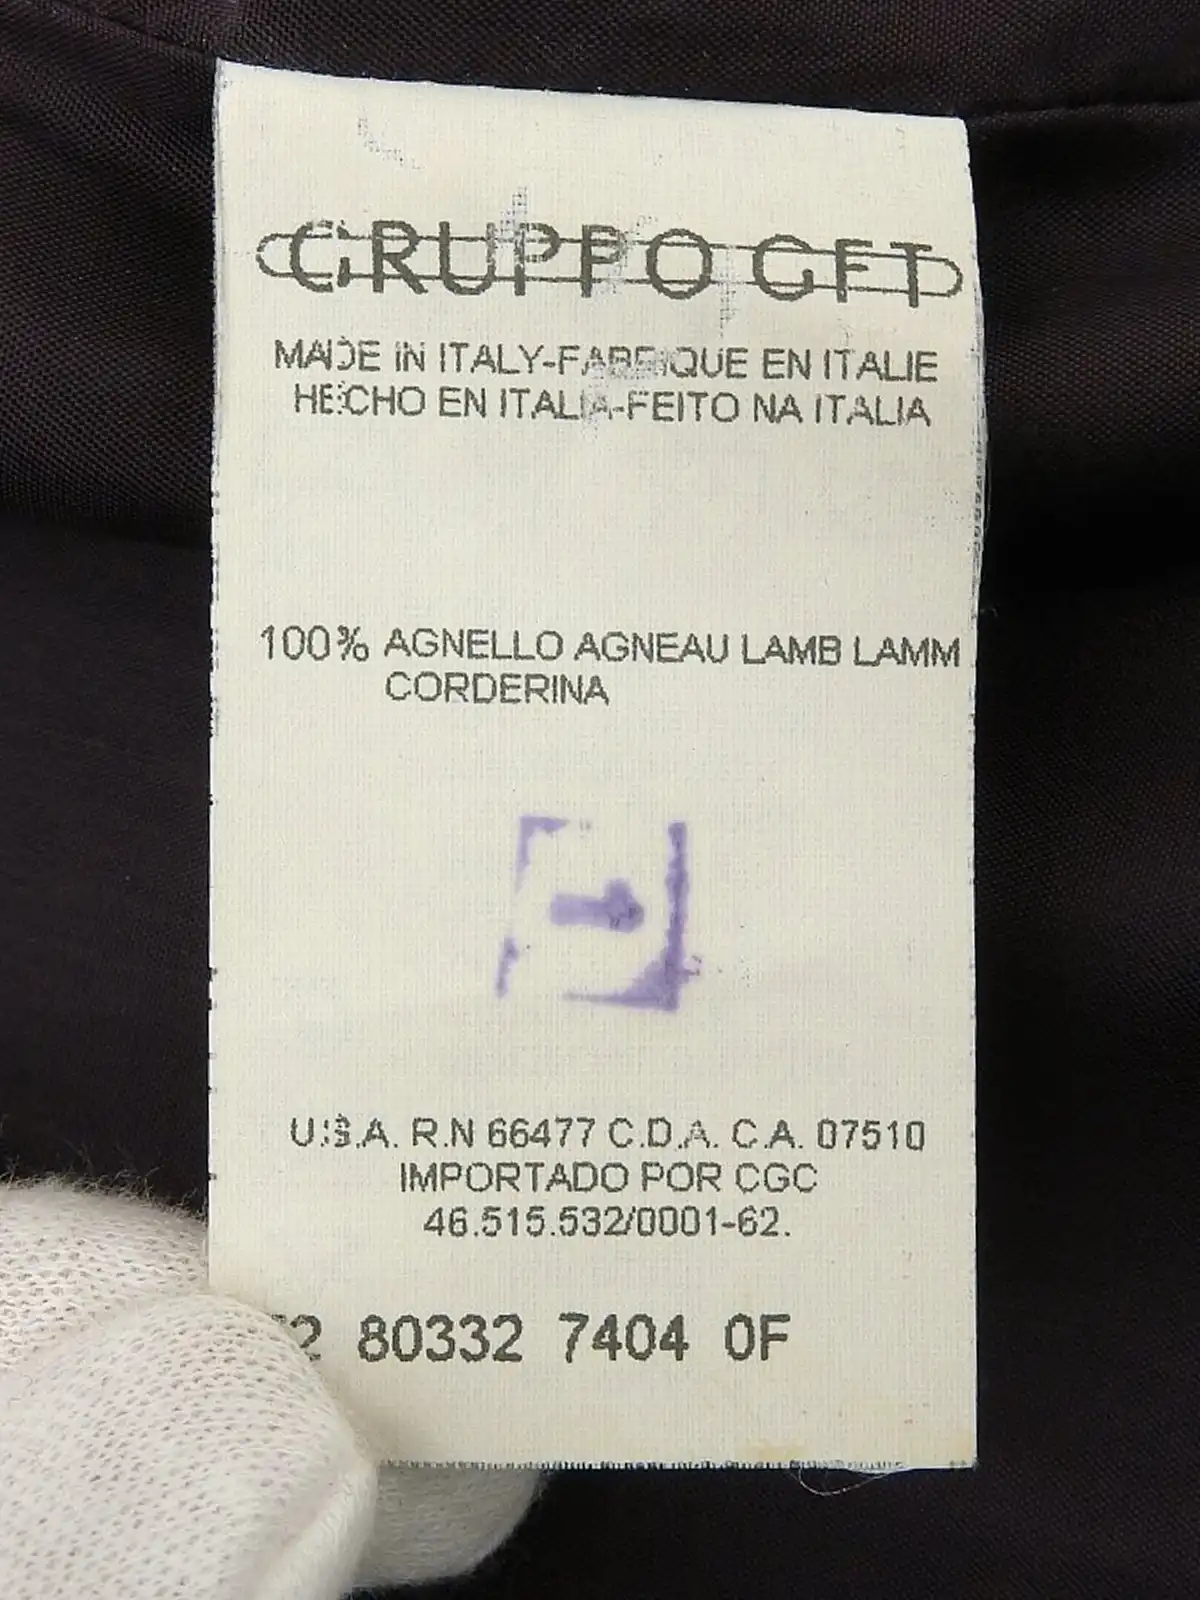 GRUPPO GFT
MADE IN ITALY-FABRIQUE EN ITALIE
HECHO EN ITALIA-FEITO NA ITALIA
100% AGNELLO AGNEAU LAMB LAMM
CORDERINA
U.S.A. R.N 66477 C.D.A. C.A. 07510
IMPORTADO POR CGC
46.515.532/0001-62.
80332 7404 0F